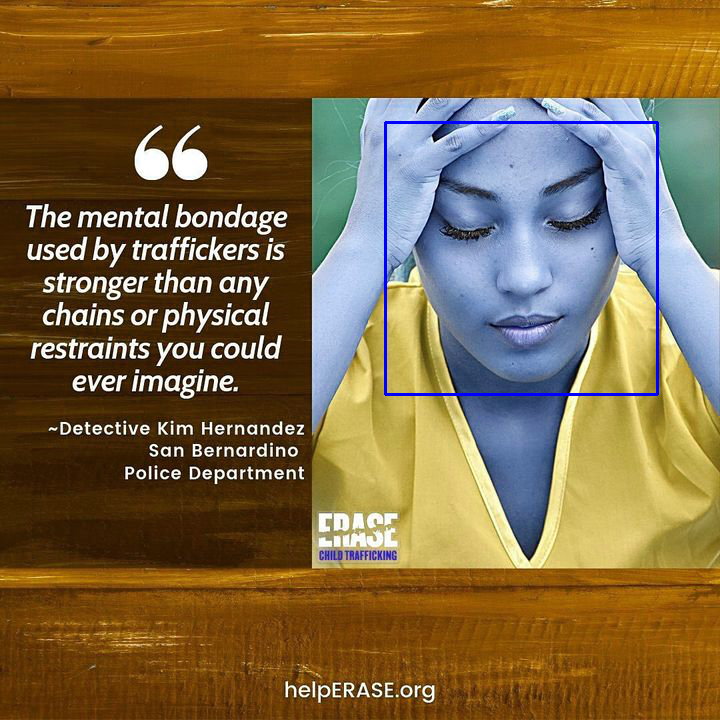 The mental bondage
used by traffickers is
stronger than any
chains or physical
restraints you could
ever imagine.
~Detective Kim Hernandez
San Bernardino
Police Department
ERASE
CHILD TRAFFICKING
helpERASE.org